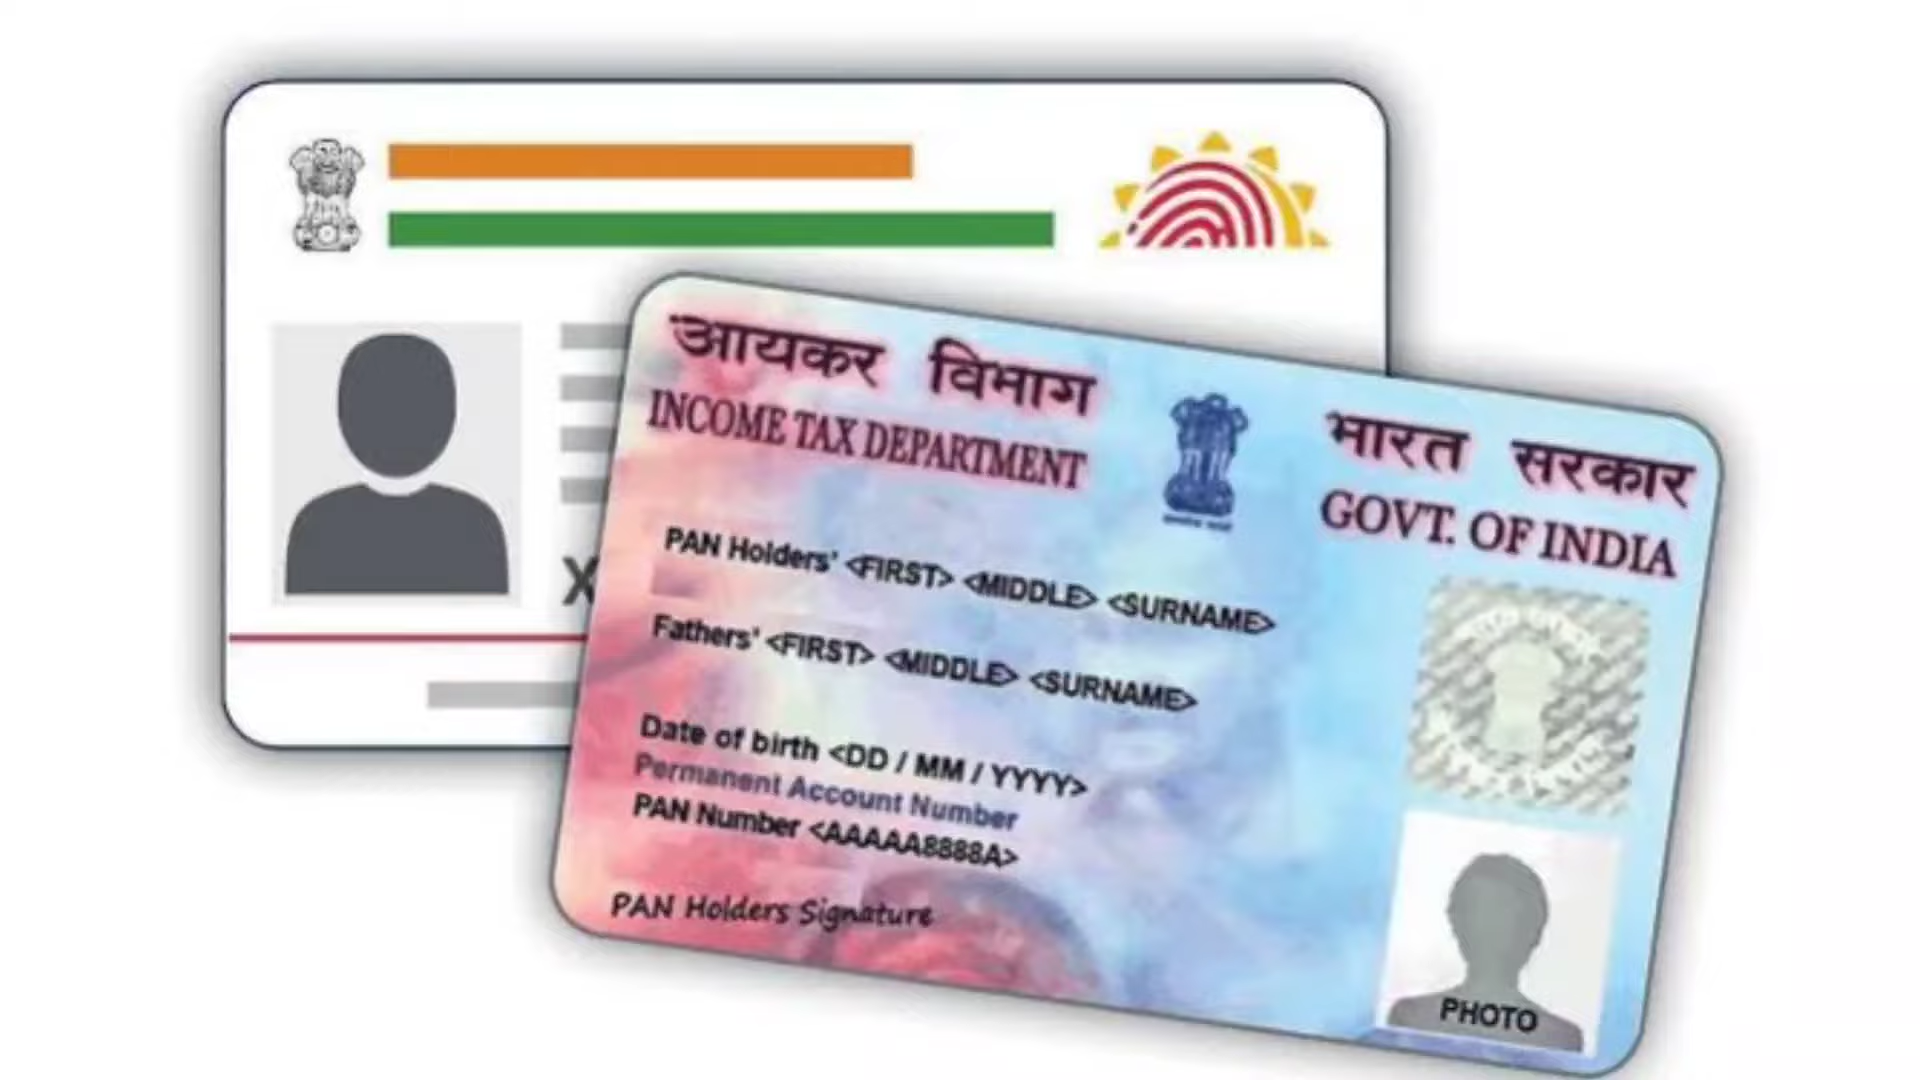 आयकर विभाग
INCOME TAX DEPARTMENT
भारत सरकार
GOVT. OF INDIA
PAN Holders' <FIRST> <MIDDLE> <SURNAME>
Fathers' <FIRST> <MIDDLE> <SURNAME>
Date of birth <DD / MM / YYYY>
Permanent Account Number
PAN Number <AAAAA8888A>
PAN Holders Signature
PHOTO
X